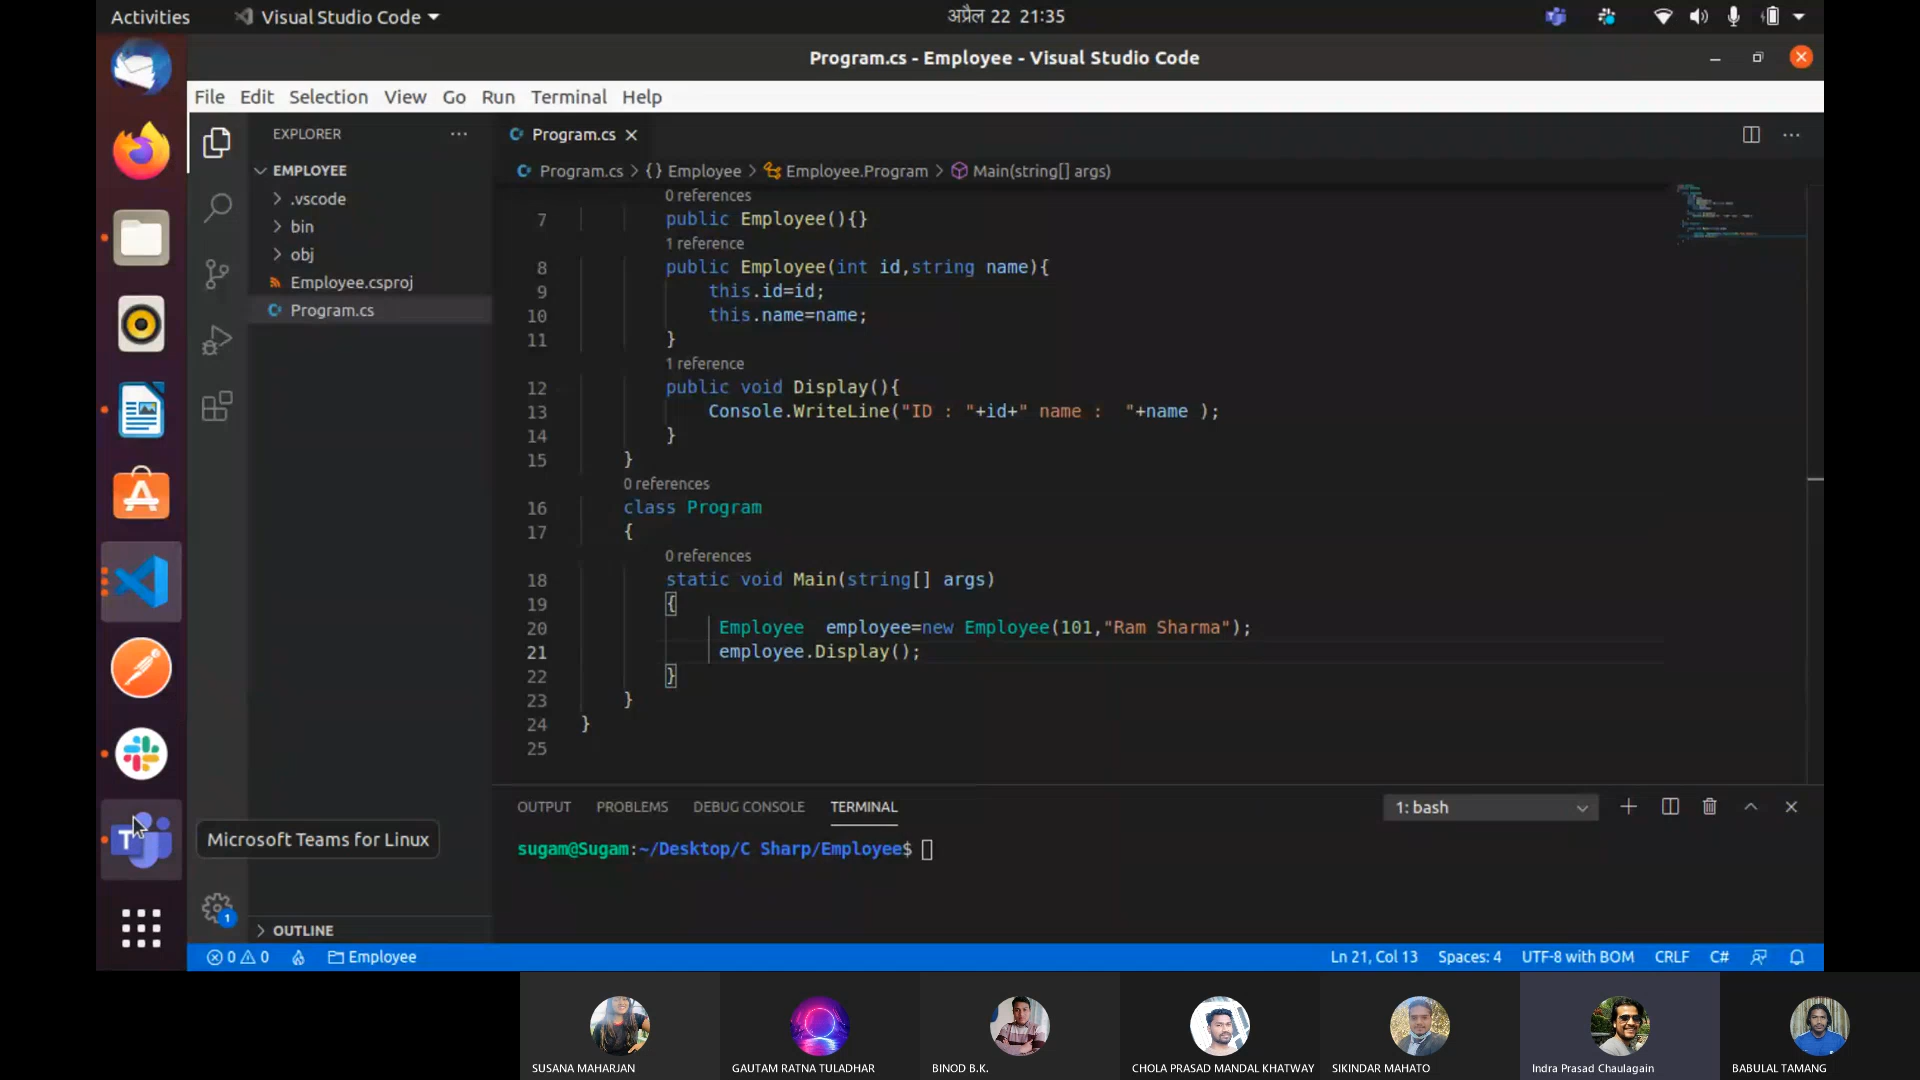 Activities
Visual Studio Code
अप्रैल 22 21:35
Program.cs - Employee - Visual Studio Code
File Edit Selection View Go Run Terminal Help
EXPLORER
Program.cs
EMPLOYEE
.vscode
bin
obj
Employee.csproj
Program.cs
Program.cs > {} Employee > Employee.Program > Main(string[] args)
0 references
7 public Employee(){}
1 reference
8 public Employee(int id,string name){
9 this.id=id;
10 this.name=name;
11 }
1 reference
12 public void Display(){
13 Console.WriteLine("ID : "+id+" name :  "+name );
14 }
15 }
0 references
16 class Program
17 {
0 references
18 static void Main(string[] args)
19 {
20 Employee  employee=new Employee(101,"Ram Sharma");
21 employee.Display();
22 }
23 }
24 }
25
OUTPUT PROBLEMS DEBUG CONSOLE TERMINAL
1: bash
sugam@Sugam:~/Desktop/C Sharp/Employee$
Microsoft Teams for Linux
1
OUTLINE
0 0 Employee
Ln 21, Col 13 Spaces: 4 UTF-8 with BOM CRLF C#
SUSANA MAHARJAN
GAUTAM RATNA TULADHAR
BINOD B.K.
CHOLA PRASAD MANDAL KHATWAY
SIKINDAR MAHATO
Indra Prasad Chaulagain
BABULAL TAMANG